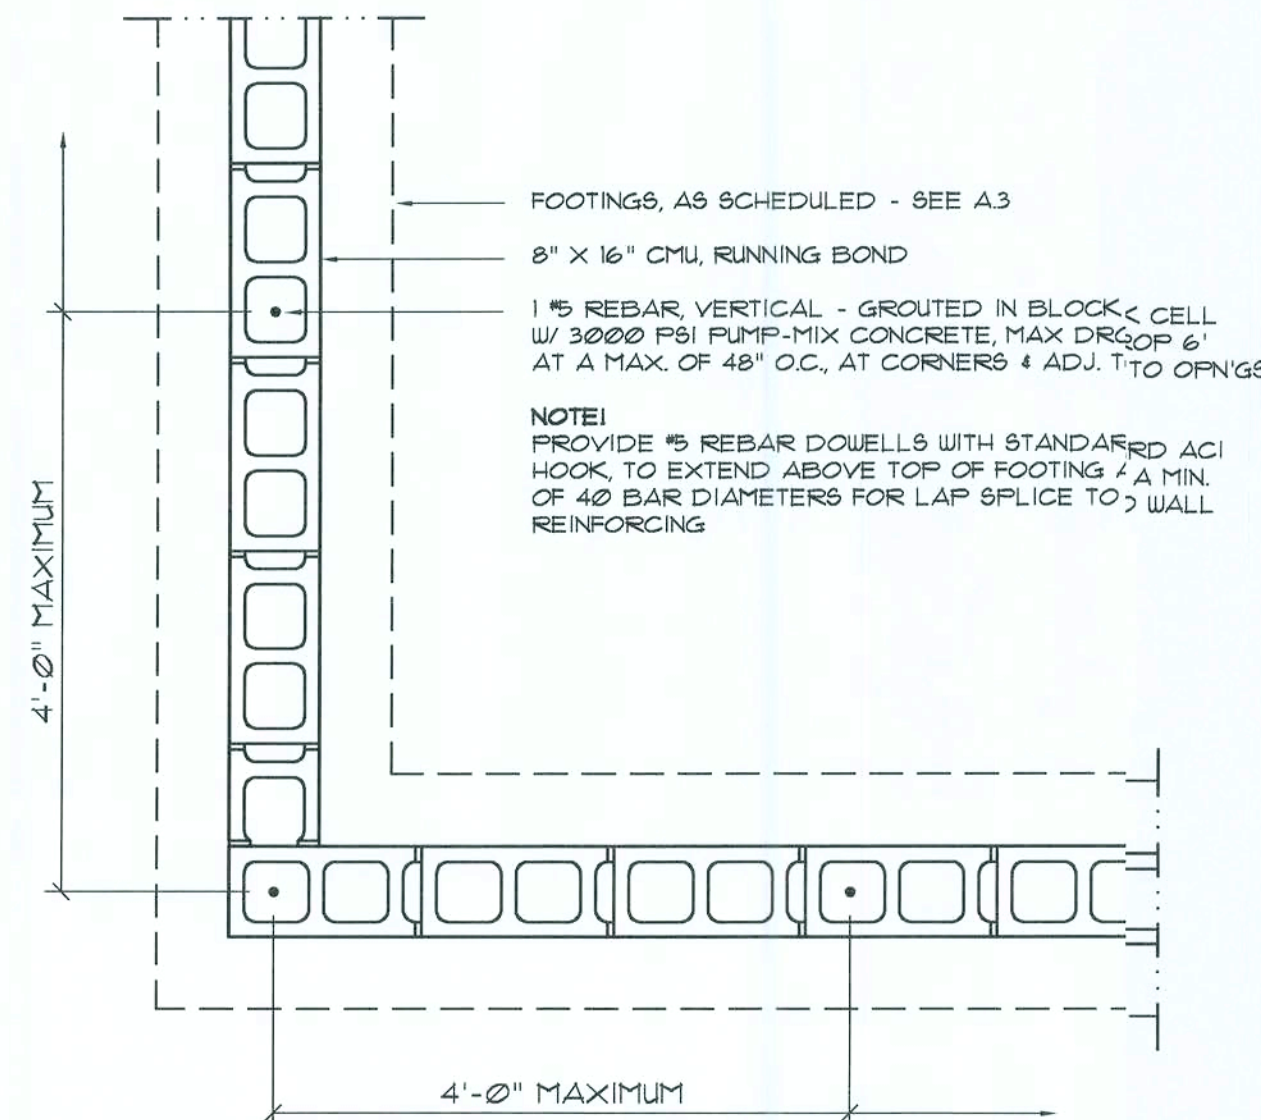 FOOTINGS, AS SCHEDULED - SEE A.3
8" X 16" CMU, RUNNING BOND
1 #5 REBAR, VERTICAL - GROUTED IN BLOCK CELL
W/ 3000 PSI PUMP-MIX CONCRETE, MAX DROP 6'
AT A MAX. OF 48" O.C., AT CORNERS & ADJ. TO OPN'GS
NOTE!
PROVIDE #5 REBAR DOWELLS WITH STANDARD ACI
HOOK, TO EXTEND ABOVE TOP OF FOOTING A MIN.
OF 40 BAR DIAMETERS FOR LAP SPLICE TO WALL
REINFORCING
4'-0" MAXIMUM
4'-0" MAXIMUM